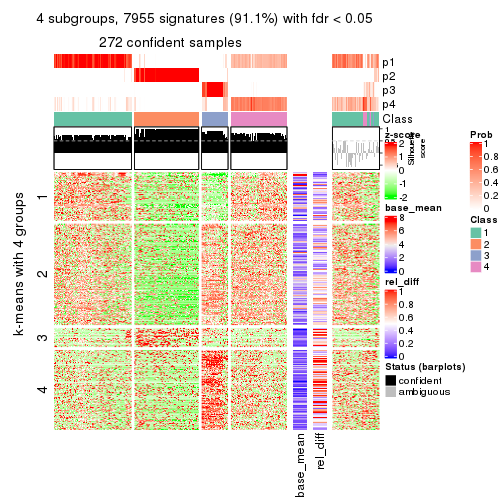 4 subgroups, 7955 signatures (91.1%) with fdr < 0.05
272 confident samples
p1
p2
p3
p4
Class
1
Silhouette
score
k-means with 4 groups
1
2
3
4
base_mean
rel_diff
z-score
2
1
0
-1
-2
base_mean
8
6
4
2
0
rel_diff
1
0.8
0.6
0.4
0.2
0
Status (barplots)
confident
ambiguous
Prob
1
0.8
0.6
0.4
0.2
0
Class
1
2
3
4